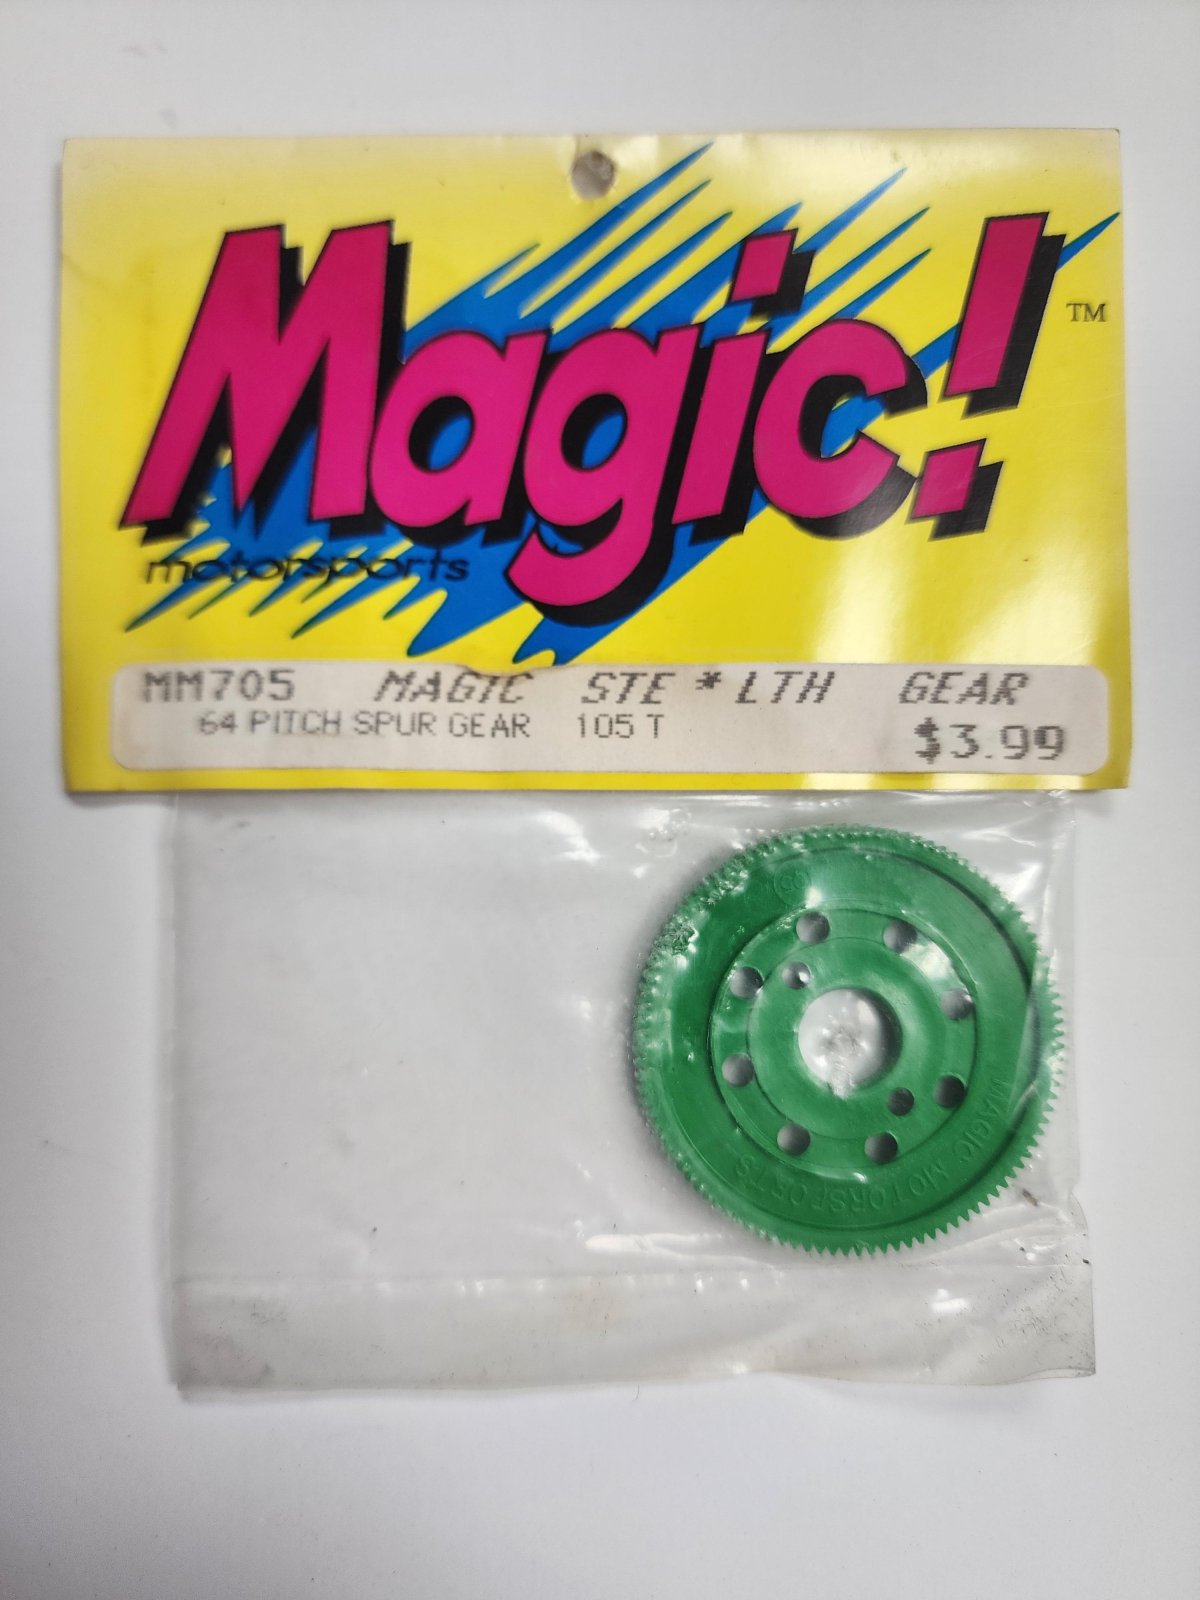 Magic!™
motorsports
MM705 MAGIC STE*LTH GEAR
64 PITCH SPUR GEAR 105 T
$3.99
MAGIC MOTORSPORTS